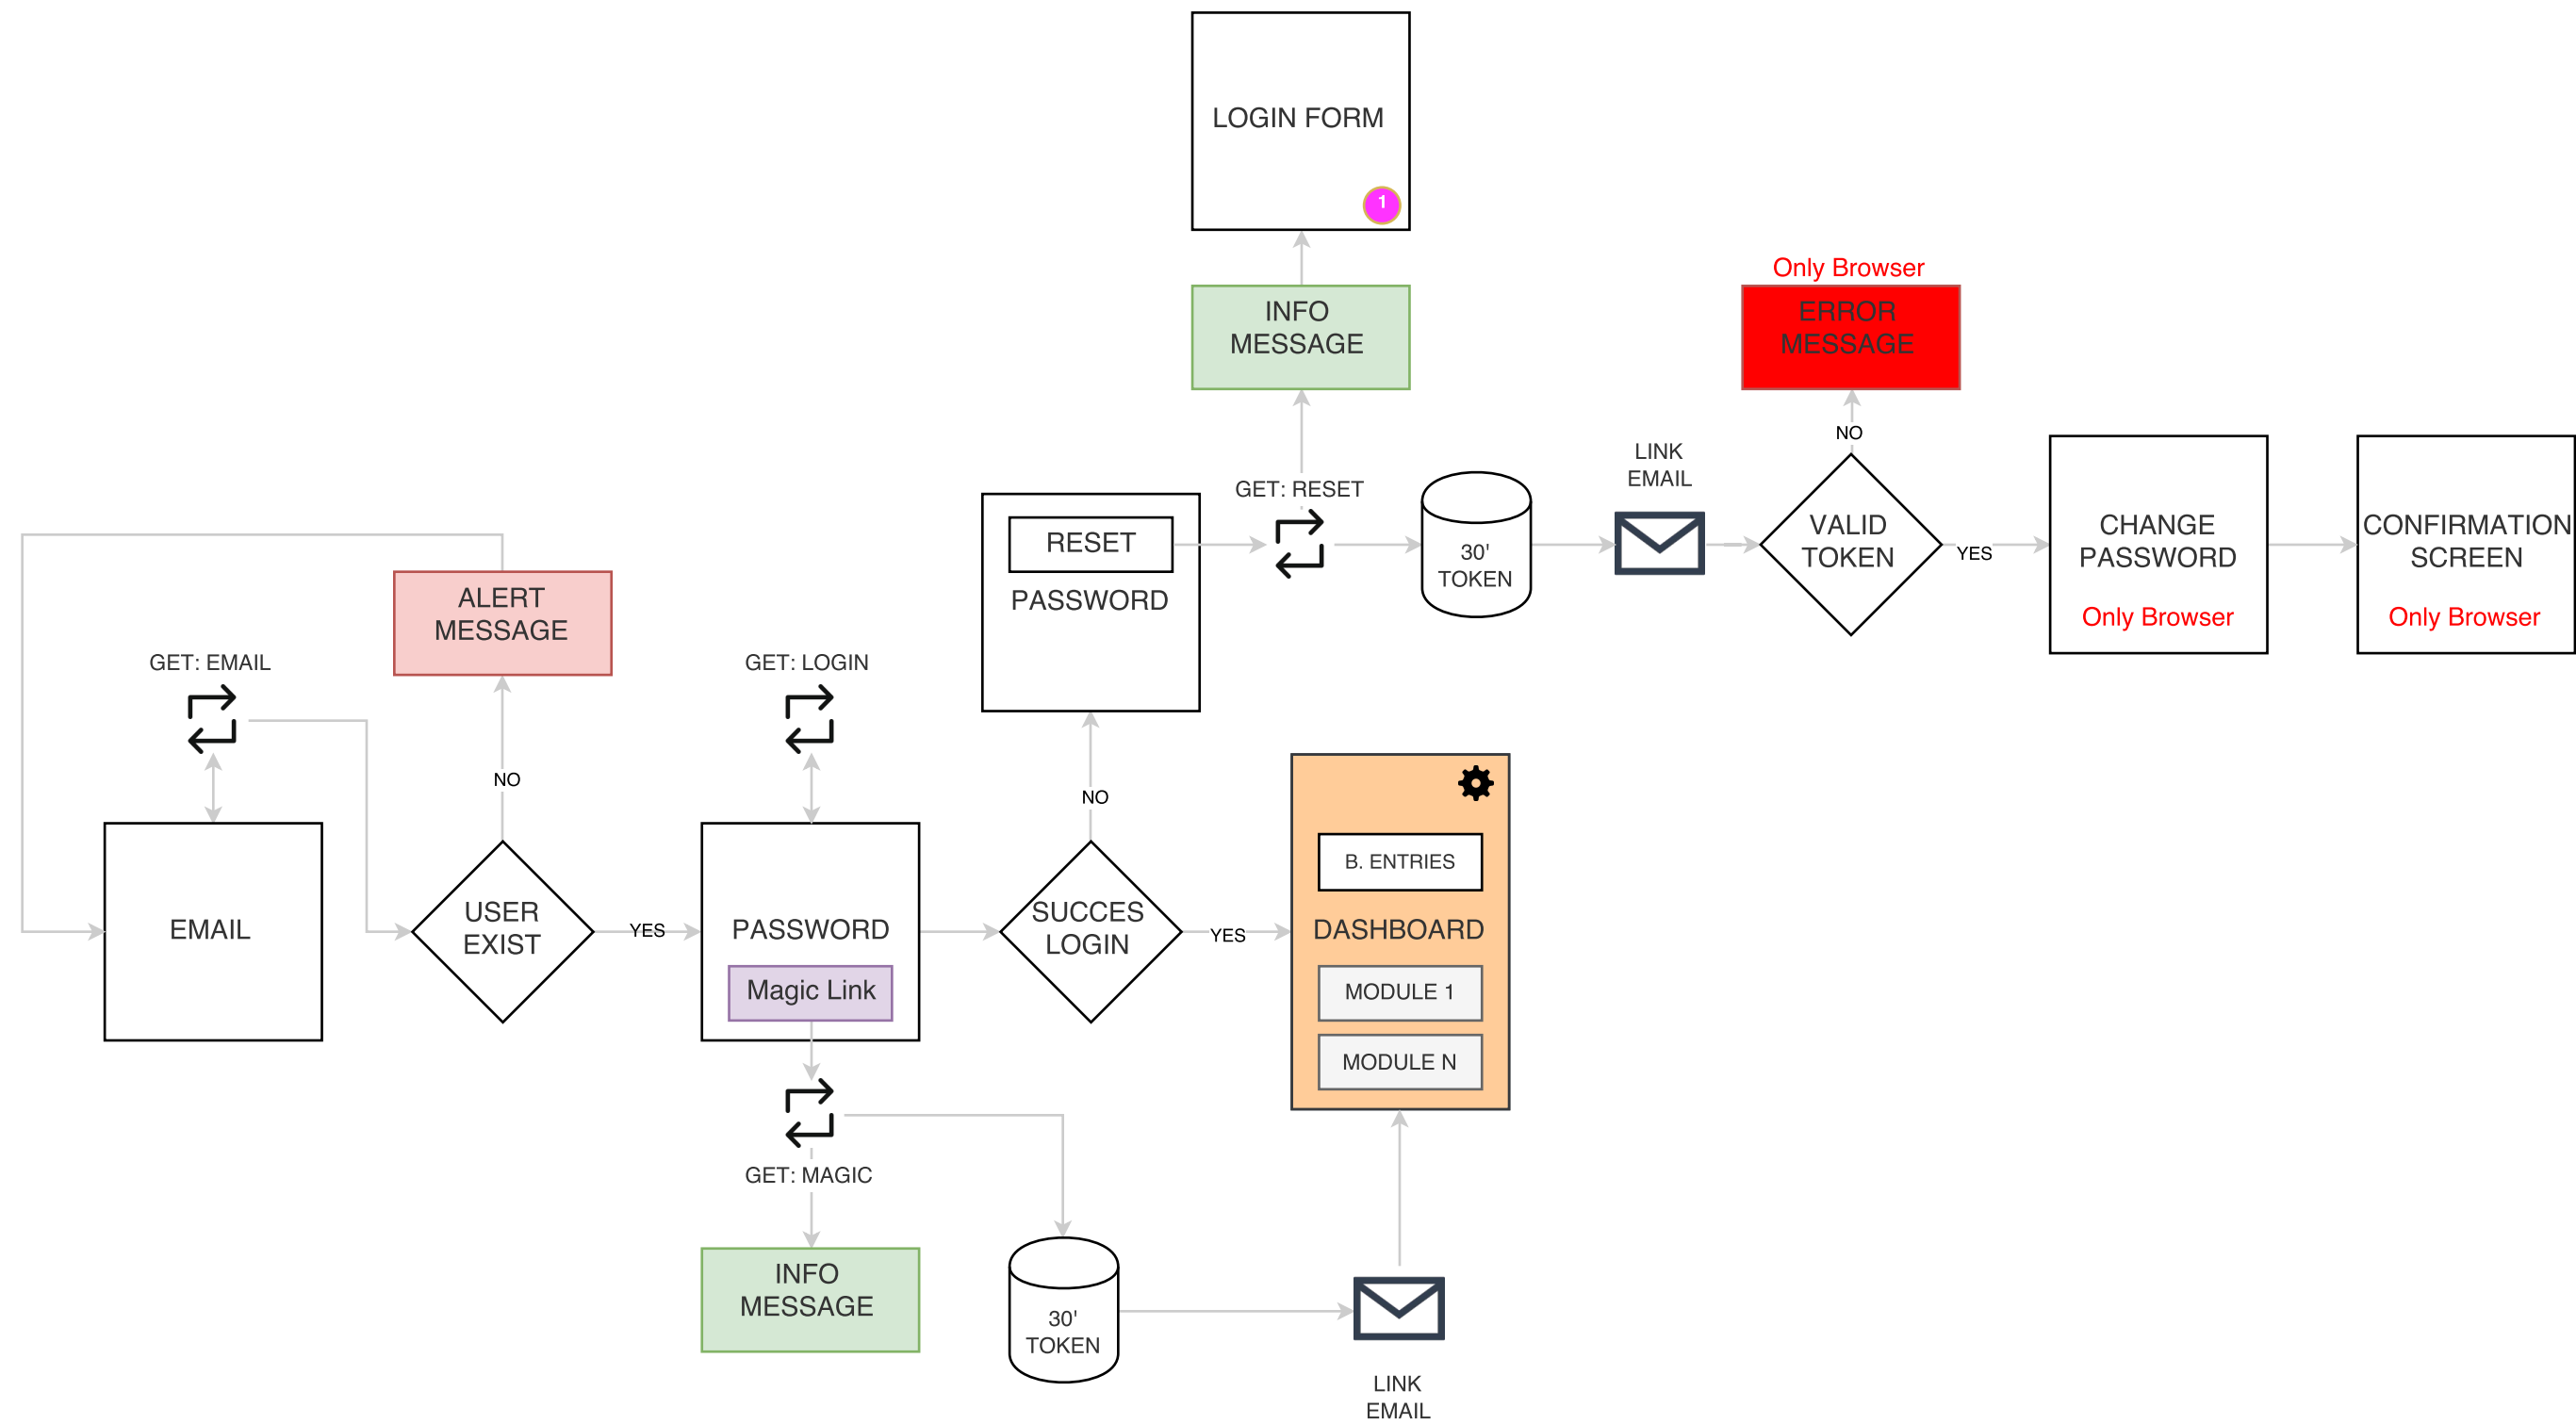 LOGIN FORM
1
INFO
MESSAGE
Only Browser
ERROR
MESSAGE
NO
LINK
EMAIL
GET: RESET
RESET
PASSWORD
30'
TOKEN
VALID
TOKEN
YES
CHANGE
PASSWORD
Only Browser
CONFIRMATION
SCREEN
Only Browser
ALERT
MESSAGE
GET: EMAIL
GET: LOGIN
NO
NO
EMAIL
USER
EXIST
YES
PASSWORD
Magic Link
SUCCES
LOGIN
YES
B. ENTRIES
DASHBOARD
MODULE 1
MODULE N
GET: MAGIC
INFO
MESSAGE
30'
TOKEN
LINK
EMAIL